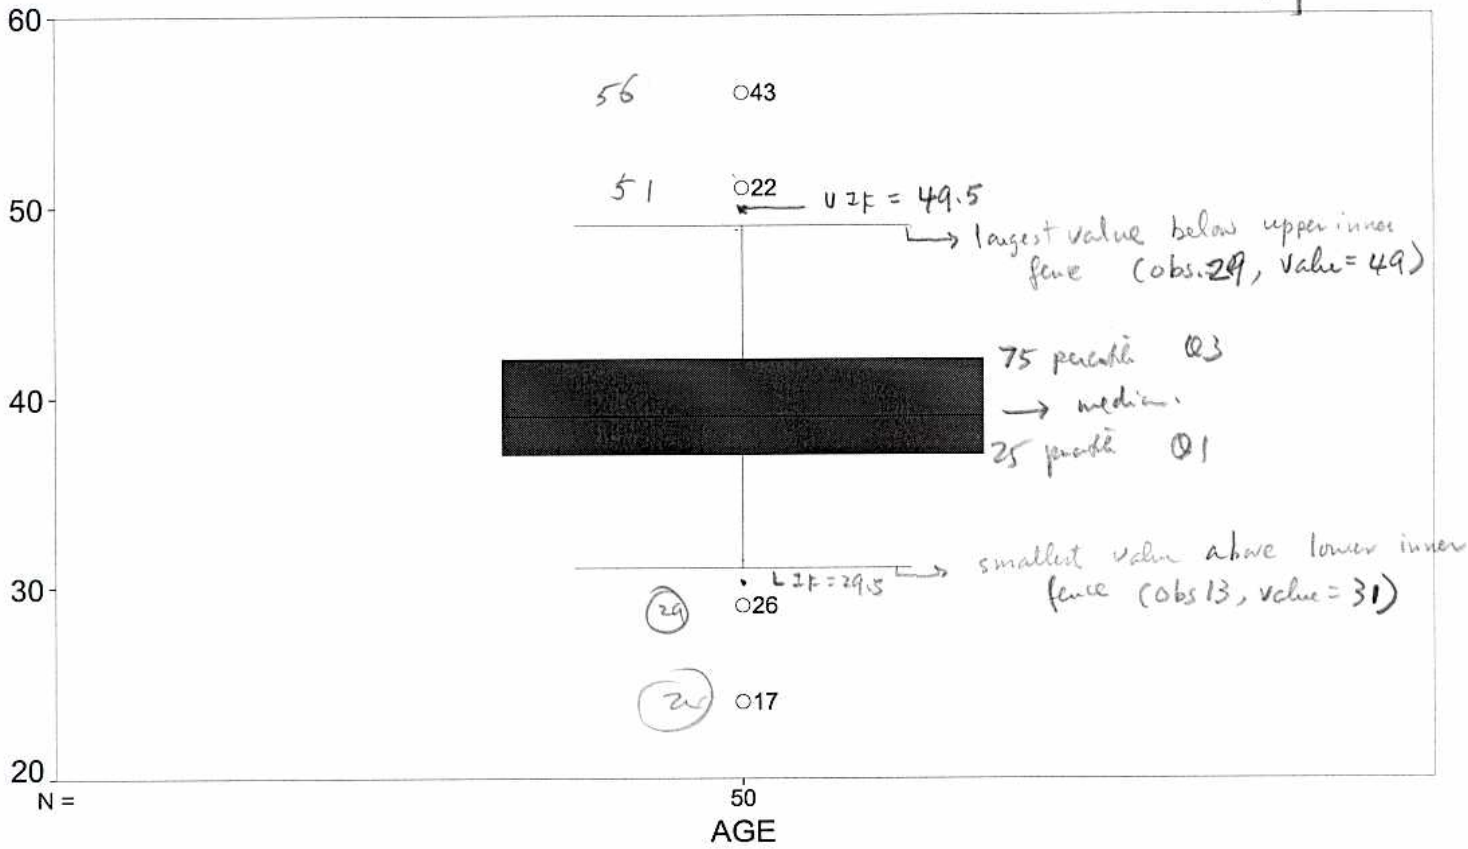 60
56 ○43
51 ○22
UIF = 49.5
50
→ largest value below upper inner
fence (obs.29, value = 49)
75 Q3
40
→ median.
25 Q1
→ smallest value above lower inner
fence (obs 13, value = 31)
LIF = 29.5
30
29 ○26
○17
20
N = 50
AGE